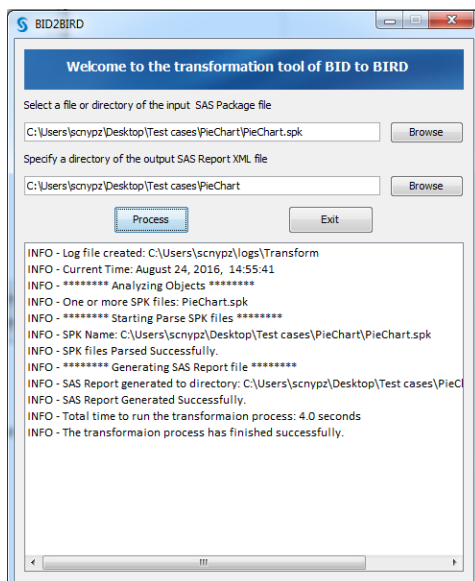 BID2BIRD
Welcome to the transformation tool of BID to BIRD
Select a file or directory of the input SAS Package file
C:\Users\scnypz\Desktop\Test cases\PieChart\PieChart.spk Browse
Specify a directory of the output SAS Report XML file
C:\Users\scnypz\Desktop\Test cases\PieChart Browse
Process Exit
INFO - Log file created: C:\Users\scnypz\logs\Transform
INFO - Current Time: August 24, 2016, 14:55:41
INFO - ******** Analyzing Objects ********
INFO - One or more SPK files: PieChart.spk
INFO - ******** Starting Parse SPK files ********
INFO - SPK Name: C:\Users\scnypz\Desktop\Test cases\PieChart\PieChart.spk
INFO - SPK files Parsed Successfully.
INFO - ******** Generating SAS Report file ********
INFO - SAS Report generated to directory: C:\Users\scnypz\Desktop\Test cases\PieCl
INFO - SAS Report Generated Successfully.
INFO - Total time to run the transformaion process: 4.0 seconds
INFO - The transformaion process has finished successfully.